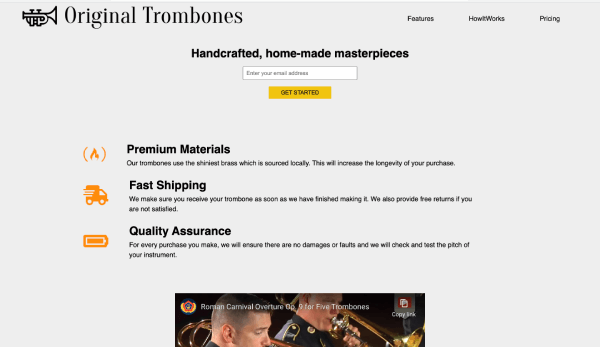 Original Trombones
Features
HowItWorks
Pricing
Handcrafted, home-made masterpieces
Enter your email address
GET STARTED
Premium Materials
Our trombones use the shiniest brass which is sourced locally. This will increase the longevity of your purchase.
Fast Shipping
We make sure you receive your trombone as soon as we have finished making it. We also provide free returns if you
are not satisfied.
Quality Assurance
For every purchase you make, we will ensure there are no damages or faults and we will check and test the pitch of
your instrument.
Roman Carnival Overture Op. 9 for Five Trombones
Copy link